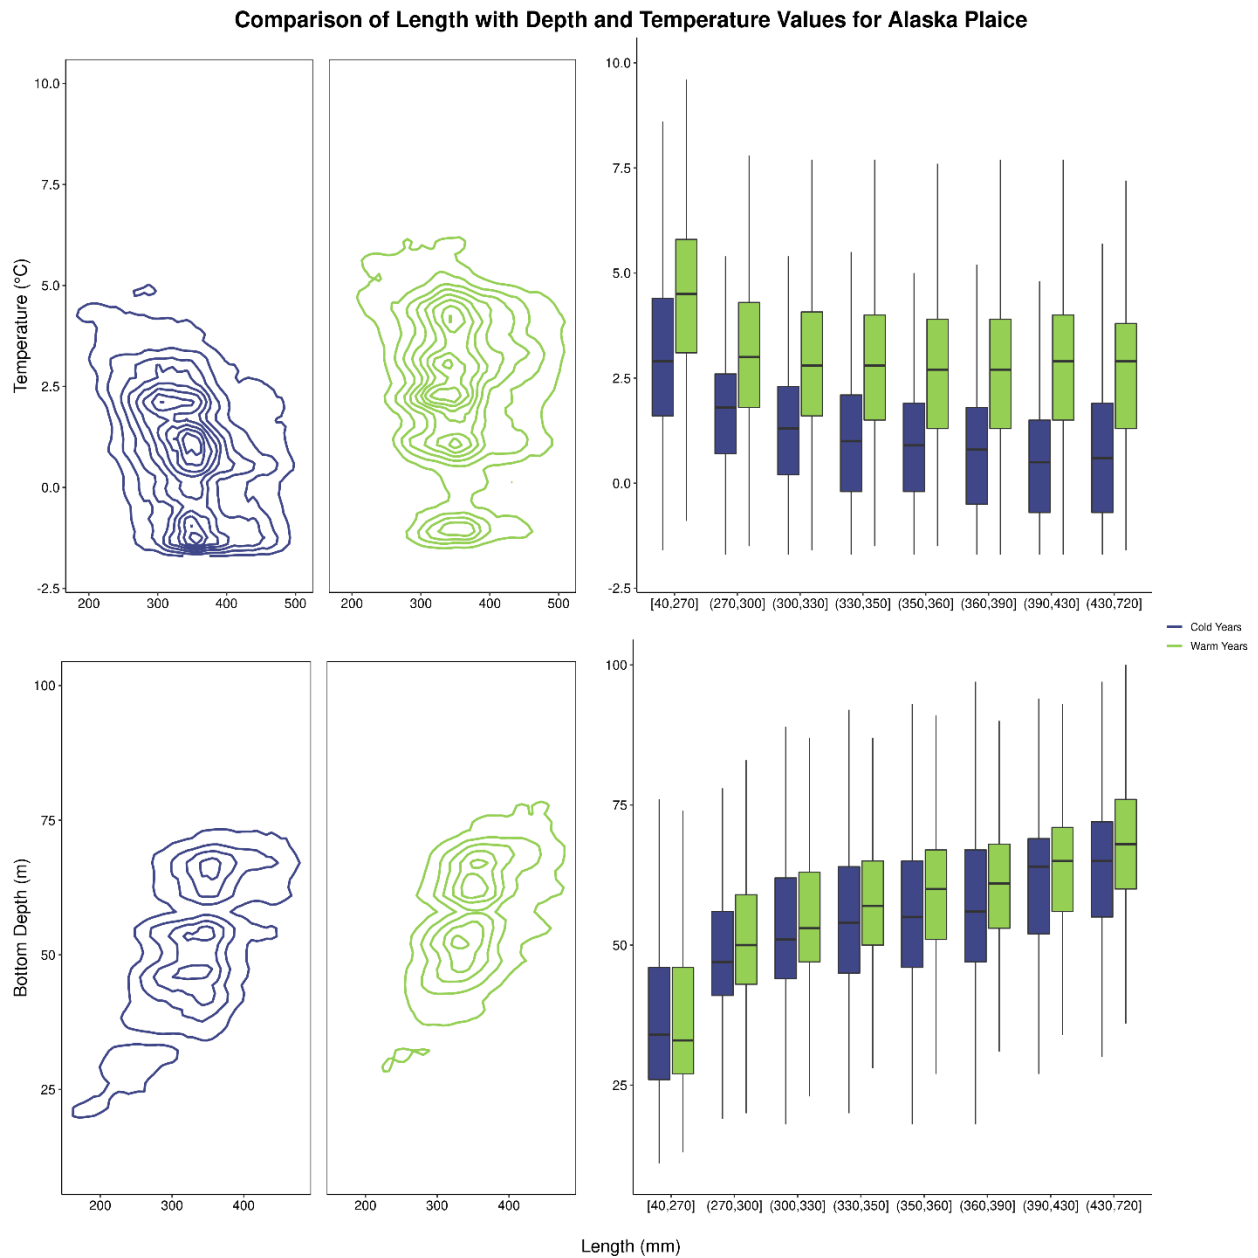 Comparison of Length with Depth and Temperature Values for Alaska Plaice
Temperature (°C)
10.0
7.5
5.0
2.5
0.0
-2.5
200 300 400 500
200 300 400 500
10.0
7.5
5.0
2.5
0.0
-2.5
[40,270] (270,300] (300,330] (330,350] (350,360] (360,390] (390,430] (430,720]
Cold Years
Warm Years
Bottom Depth (m)
100
75
50
25
200 300 400
200 300 400
100
75
50
25
[40,270] (270,300] (300,330] (330,350] (350,360] (360,390] (390,430] (430,720]
Length (mm)